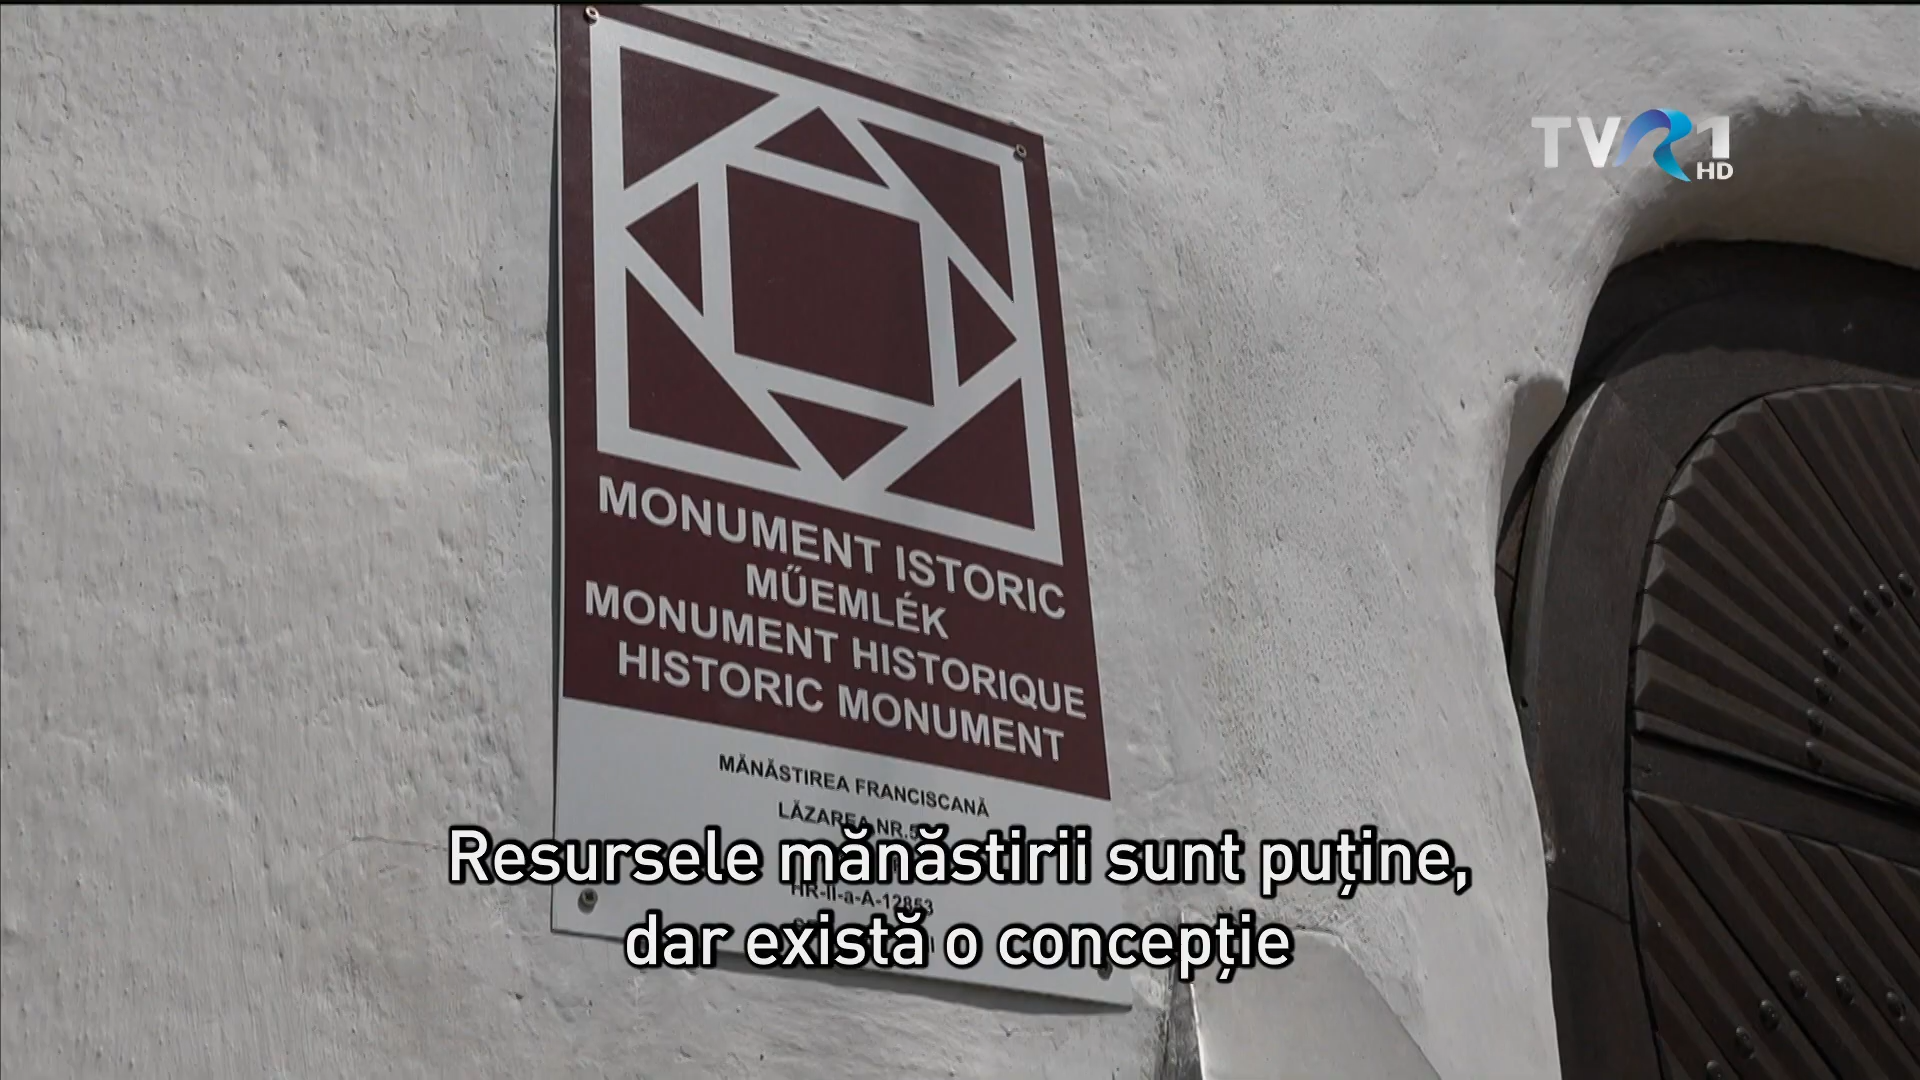 TVR1
HD
MONUMENT ISTORIC
MŰEMLÉK
MONUMENT HISTORIQUE
HISTORIC MONUMENT
MĂNĂSTIREA FRANCISCANĂ
LĂZAREA NR.
HR-II-a-A-12853
Resursele mănăstirii sunt puține,
dar există o concepție